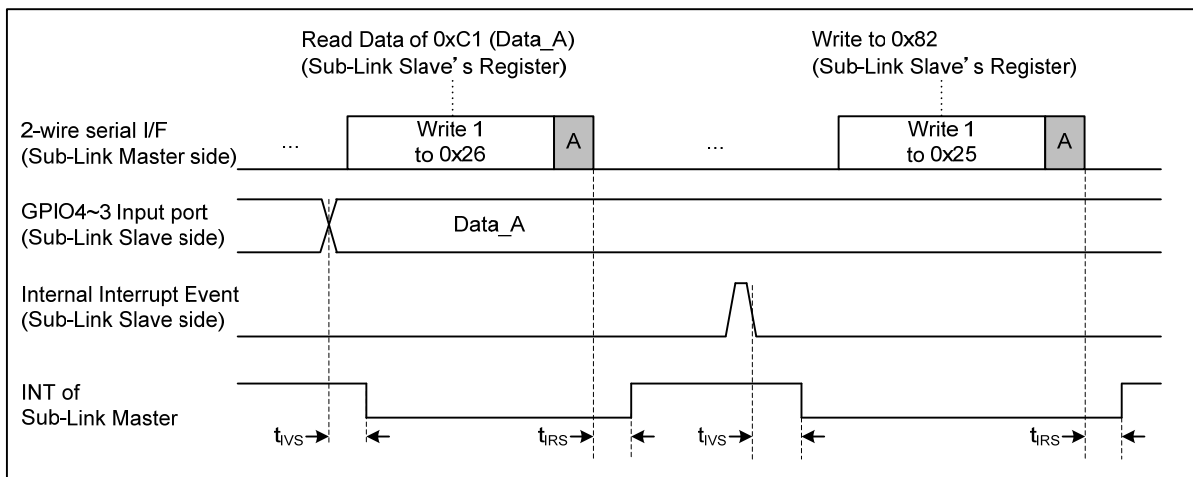 Read Data of 0xC1 (Data_A)
(Sub-Link Slave's Register)
Write to 0x82
(Sub-Link Slave's Register)
2-wire serial I/F
(Sub-Link Master side)
...
Write 1
to 0x26
A
...
Write 1
to 0x25
A
GPIO4~3 Input port
(Sub-Link Slave side)
Data_A
Internal Interrupt Event
(Sub-Link Slave side)
INT of
Sub-Link Master
tIVS
tIRS
tIVS
tIRS